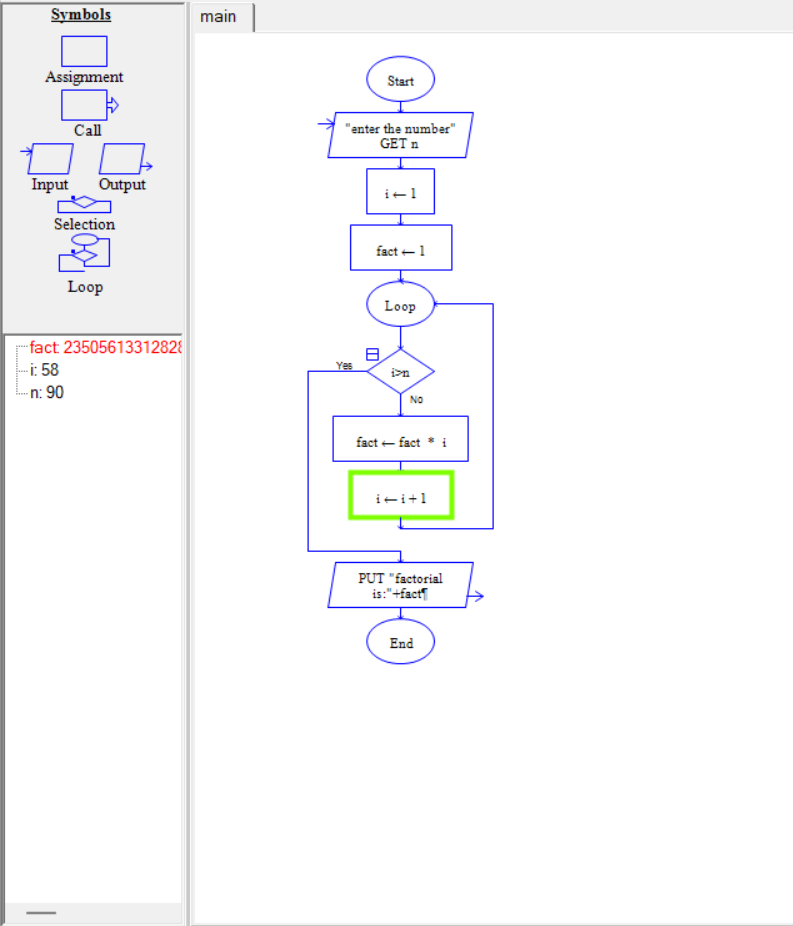 Symbols
Assignment
Call
Input Output
Selection
Loop
fact: 23505613312828
i: 58
n: 90
main
Start
"enter the number"
GET n
i ← 1
fact ← 1
Loop
i>n
Yes
No
fact ← fact * i
i ← i + 1
PUT "factorial
is:"+fact¶
End